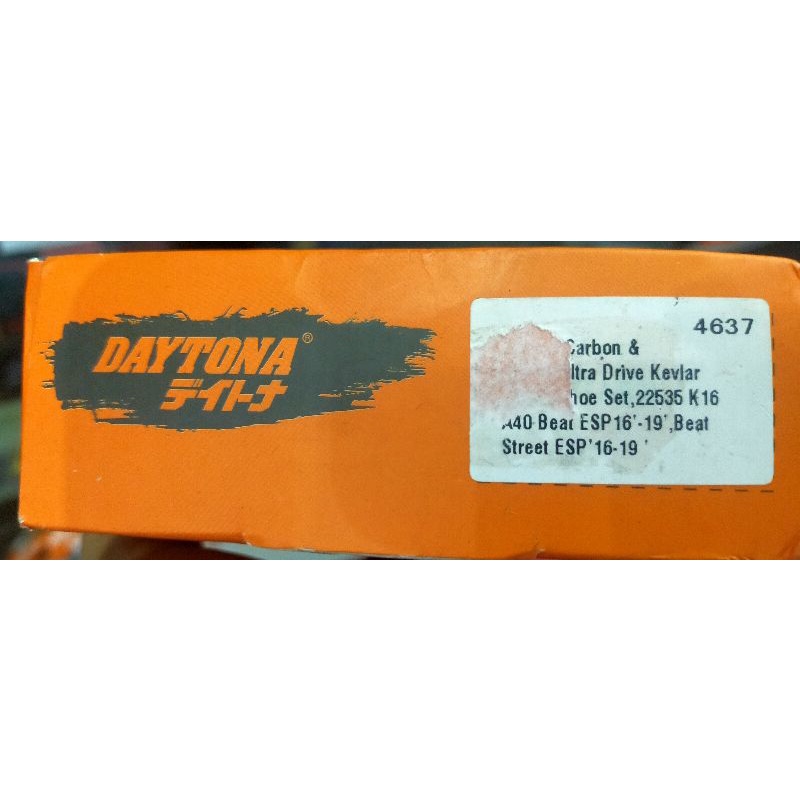 DAYTONA®
デイトナ
4637
Carbon &
ltra Drive Kevlar
hoe Set,22535 K16
A40 Beat ESP16'-19',Beat
Street ESP'16-19 '